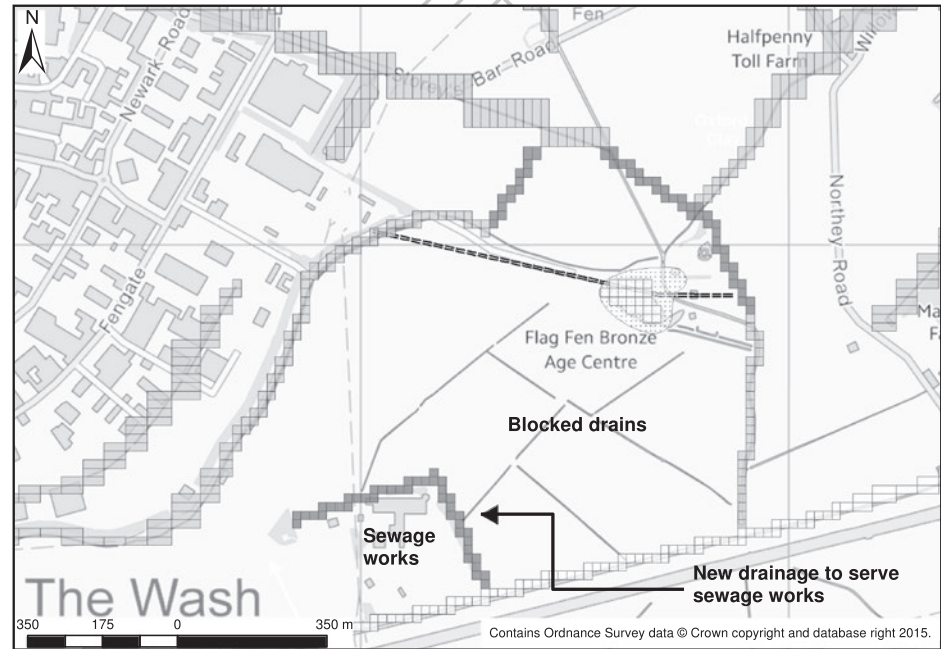 N
Newark Road
Storey's Bar Road
Fen
Halfpenny
Toll Farm
Northey Road
Fengate
Flag Fen Bronze
Age Centre
Blocked drains
Sewage
works
New drainage to serve
sewage works
The Wash
350 175 0 350 m
Contains Ordnance Survey data © Crown copyright and database right 2015.